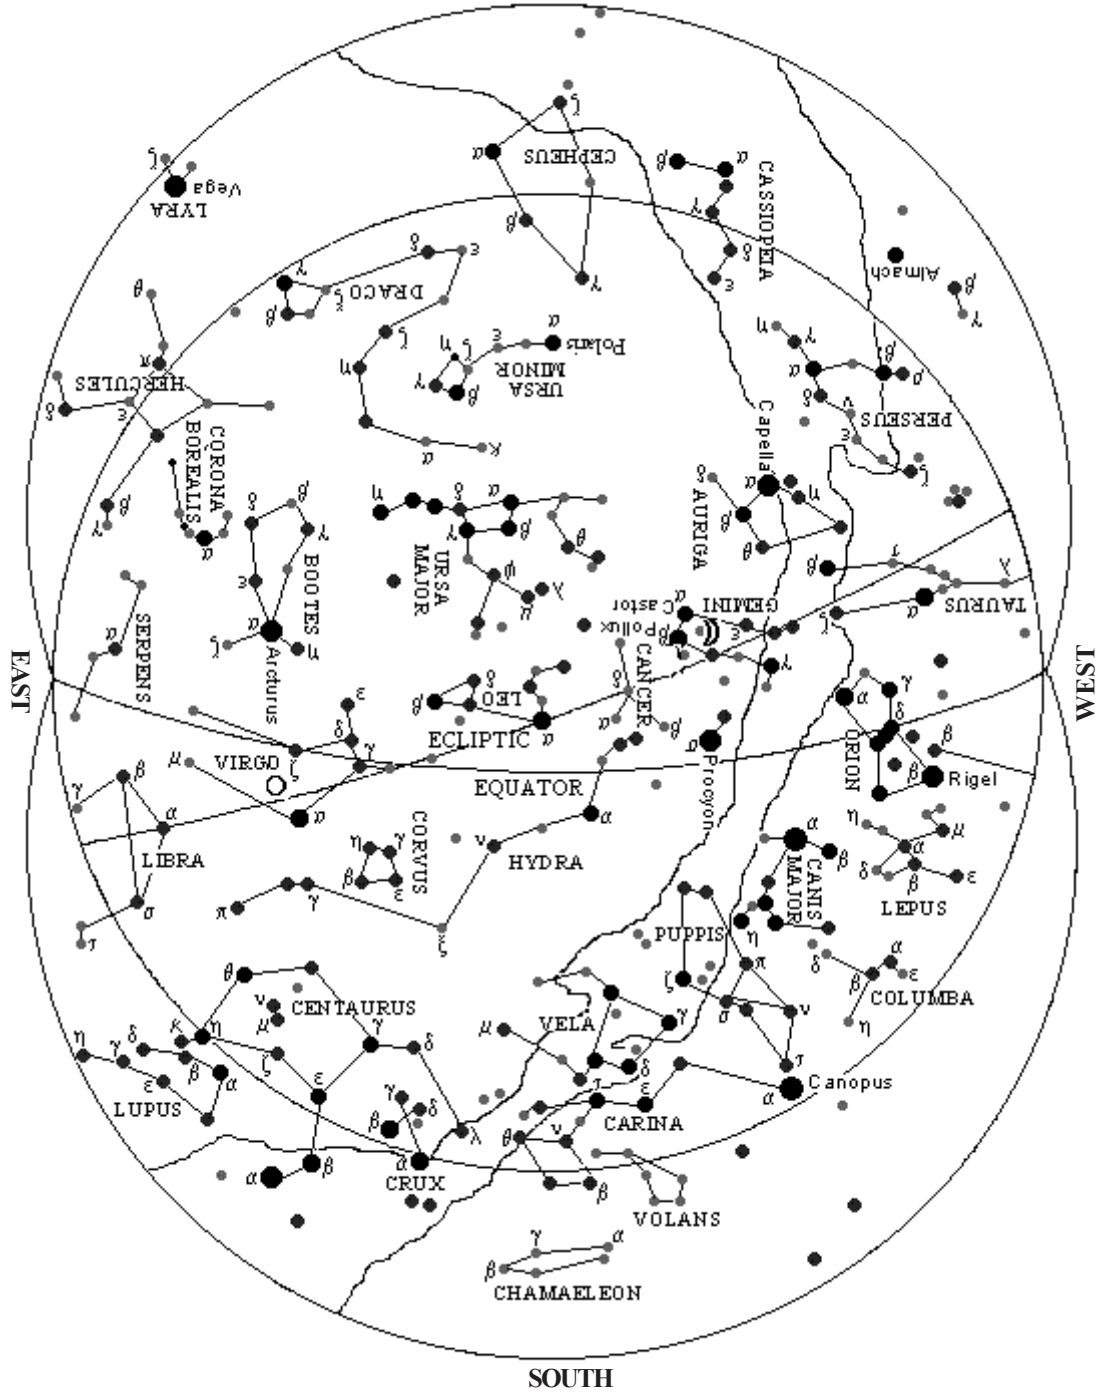 ζ
α
CEPHEUS
β
γ
β
α
CASSIOPEIA
γ
δ
ε
ζ
Vega
LYRA
Almach
β
γ
δ
ε
γ
ξ
DRACO
β
ζ
η
α
κ
α
Polaris
ε
ζ
η
URSA
MINOR
γ
β
θ
π
HERCULES
ε
δ
β
γ
CORONA
BOREALIS
α
η
γ
α
β
ρ
δ
ν
PERSEUS
ε
ζ
Capella
α
η
δ
AURIGA
β
θ
δ
β
γ
BOOTES
ε
α
η
ζ
Arcturus
η
δ
α
γ
β
URSA
MAJOR
θ
φ
λ
μ
β
τ
λ
α
TAURUS
ζ
Castor
α
GEMINI
ε
Pollux
β
γ
SERPENS
α
EAST
WEST
δ
LEO
β
α
ECLIPTIC
CANCER
δ
α
β
α
Procyon
α
γ
δ
ORION
β
β
Rigel
ε
δ
γ
ζ
μ
VIRGO
α
EQUATOR
γ
β
α
LIBRA
σ
τ
η
γ
CORVUS
β
ε
ν
α
HYDRA
π
γ
ξ
α
β
CANIS
MAJOR
η
η
μ
α
δ
β
ε
LEPUS
PUPPIS
π
ζ
σ
ν
τ
δ
α
β
ε
COLUMBA
η
θ
ν
CENTAURUS
μ
κ
η
γ
δ
ζ
ε
λ
η
γ
δ
β
α
ε
LUPUS
μ
VELA
γ
δ
ι
ε
α
Canopus
CARINA
γ
δ
β
α
CRUX
α
β
θ
ν
β
VOLANS
γ
α
β
CHAMAELEON
SOUTH